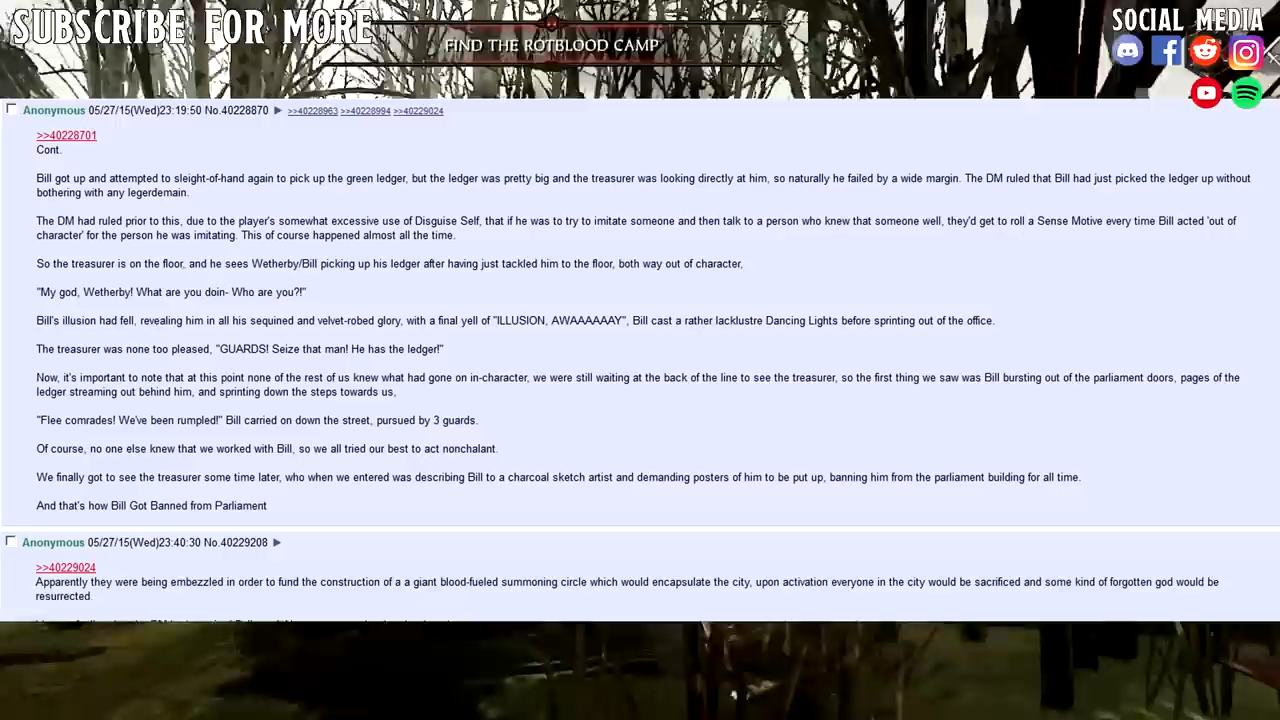 SUBSCRIBE FOR MORE
FIND THE ROTBLOOD CAMP
SOCIAL MEDIA
Anonymous 05/27/15(Wed)23:19:50 No.40228870 ▶ >>40228963 >>40228994 >>40229024
>>40228701
Cont.
Bill got up and attempted to sleight-of-hand again to pick up the green ledger, but the ledger was pretty big and the treasurer was looking directly at him, so naturally he failed by a wide margin. The DM ruled that Bill had just picked the ledger up without
bothering with any legerdemain.
The DM had ruled prior to this, due to the player's somewhat excessive use of Disguise Self, that if he was to try to imitate someone and then talk to a person who knew that someone well, they'd get to roll a Sense Motive every time Bill acted 'out of
character' for the person he was imitating. This of course happened almost all the time.
So the treasurer is on the floor, and he sees Wetherby/Bill picking up his ledger after having just tackled him to the floor, both way out of character,
"My god, Wetherby! What are you doin- Who are you?!"
Bill's illusion had fell, revealing him in all his sequined and velvet-robed glory, with a final yell of "ILLUSION, AWAAAAAAY", Bill cast a rather lacklustre Dancing Lights before sprinting out of the office.
The treasurer was none too pleased, "GUARDS! Seize that man! He has the ledger!"
Now, it's important to note that at this point none of the rest of us knew what had gone on in-character, we were still waiting at the back of the line to see the treasurer, so the first thing we saw was Bill bursting out of the parliament doors, pages of the
ledger streaming out behind him, and sprinting down the steps towards us,
"Flee comrades! We've been rumpled!" Bill carried on down the street, pursued by 3 guards.
Of course, no one else knew that we worked with Bill, so we all tried our best to act nonchalant.
We finally got to see the treasurer some time later, who when we entered was describing Bill to a charcoal sketch artist and demanding posters of him to be put up, banning him from the parliament building for all time.
And that's how Bill Got Banned from Parliament
Anonymous 05/27/15(Wed)23:40:30 No.40229208 ▶
>>40229024
Apparently they were being embezzled in order to fund the construction of a a giant blood-fueled summoning circle which would encapsulate the city, upon activation everyone in the city would be sacrificed and some kind of forgotten god would be
resurrected.